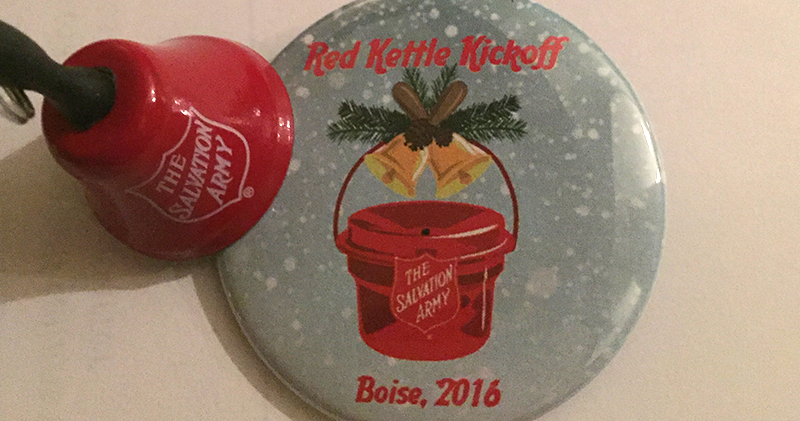 Red Kettle Kickoff
THE
SALVATION
ARMY®
THE
SALVATION
ARMY
Boise, 2016